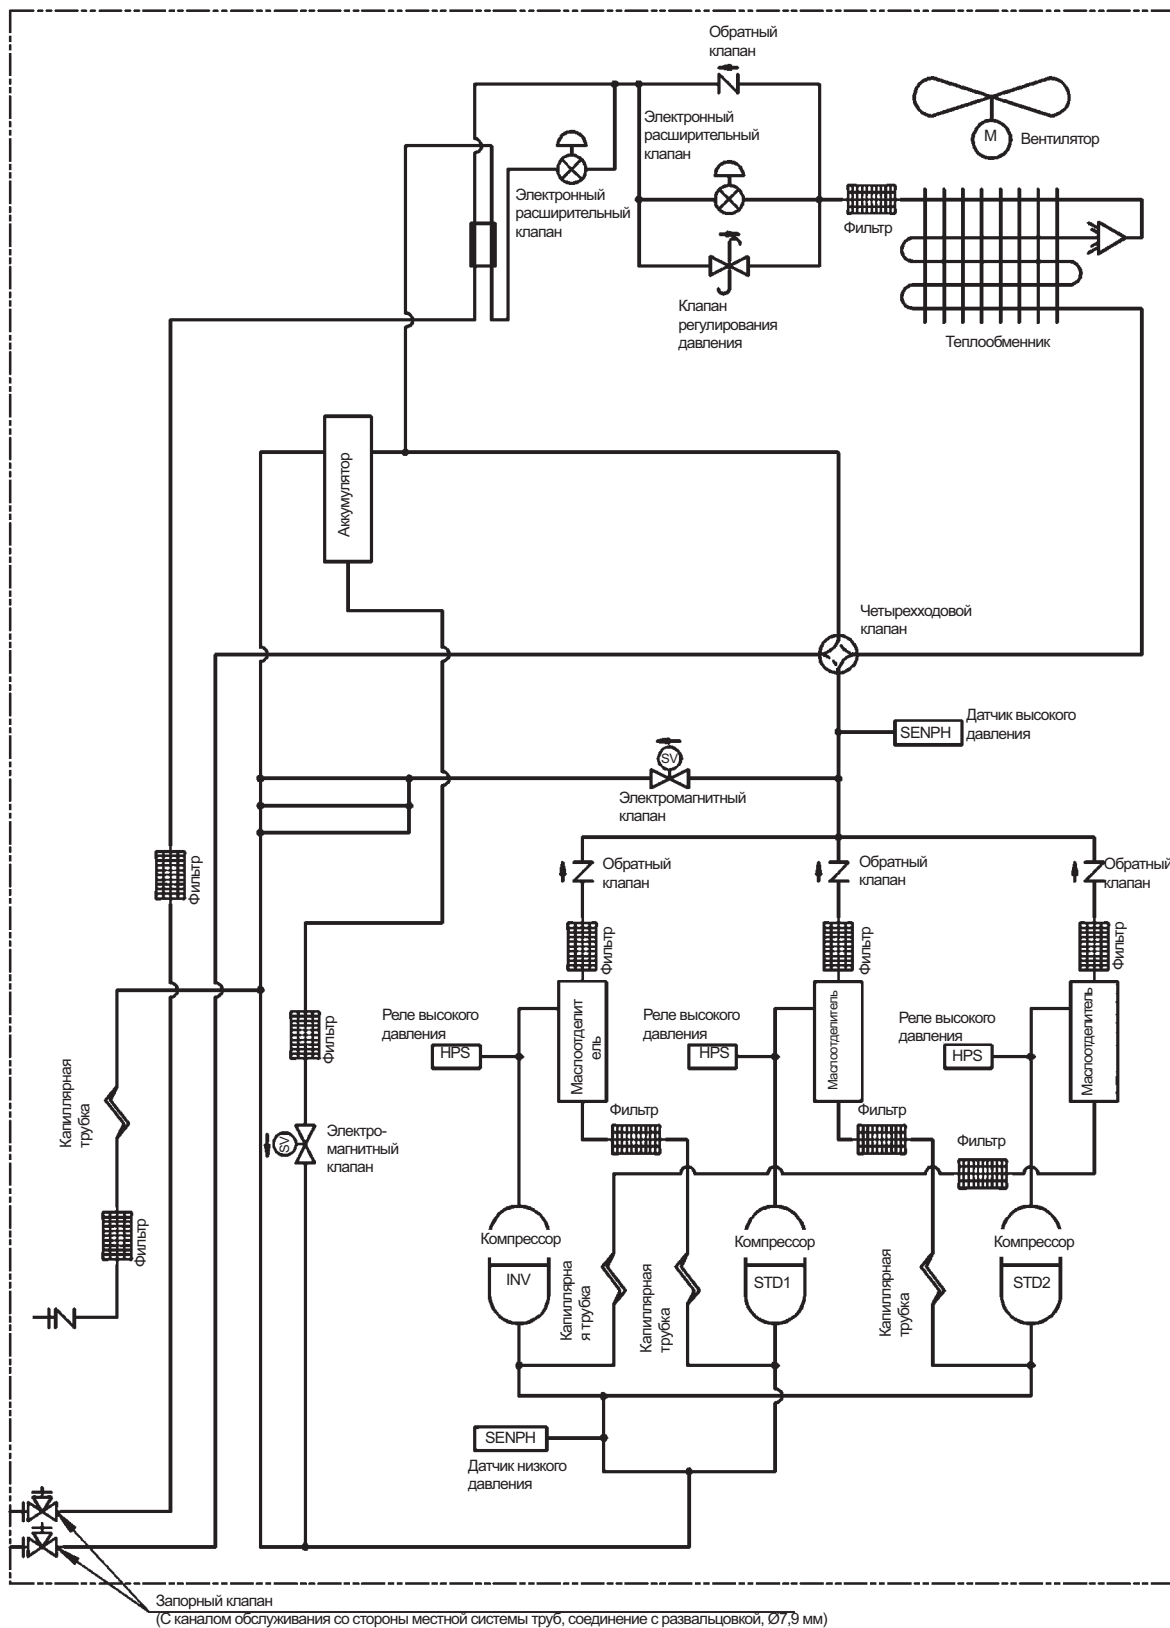 Обратный
клапан
Электронный
расширительный
клапан
M
Вентилятор
Электронный
расширительный
клапан
Фильтр
Клапан
регулирования
давления
Теплообменник
Аккумулятор
Четырехходовой
клапан
SENPH
Датчик высокого
давления
SV
Электромагнитный
клапан
Фильтр
Обратный
клапан
Обратный
клапан
Обратный
клапан
Фильтр
Фильтр
Фильтр
Реле высокого
давления
HPS
Маслоотделит
ель
Реле высокого
давления
HPS
Маслоотделитель
Реле высокого
давления
HPS
Маслоотделитель
Фильтр
Капиллярная
трубка
SV
Электро-
магнитный
клапан
Фильтр
Фильтр
Фильтр
Фильтр
Компрессор
INV
Компрессор
STD1
Компрессор
STD2
Капиллярна
я трубка
Капиллярная
трубка
Капиллярная
трубка
SENPH
Датчик низкого
давления
Запорный клапан
(С каналом обслуживания со стороны местной системы труб, соединение с развальцовкой, Ø7,9 мм)